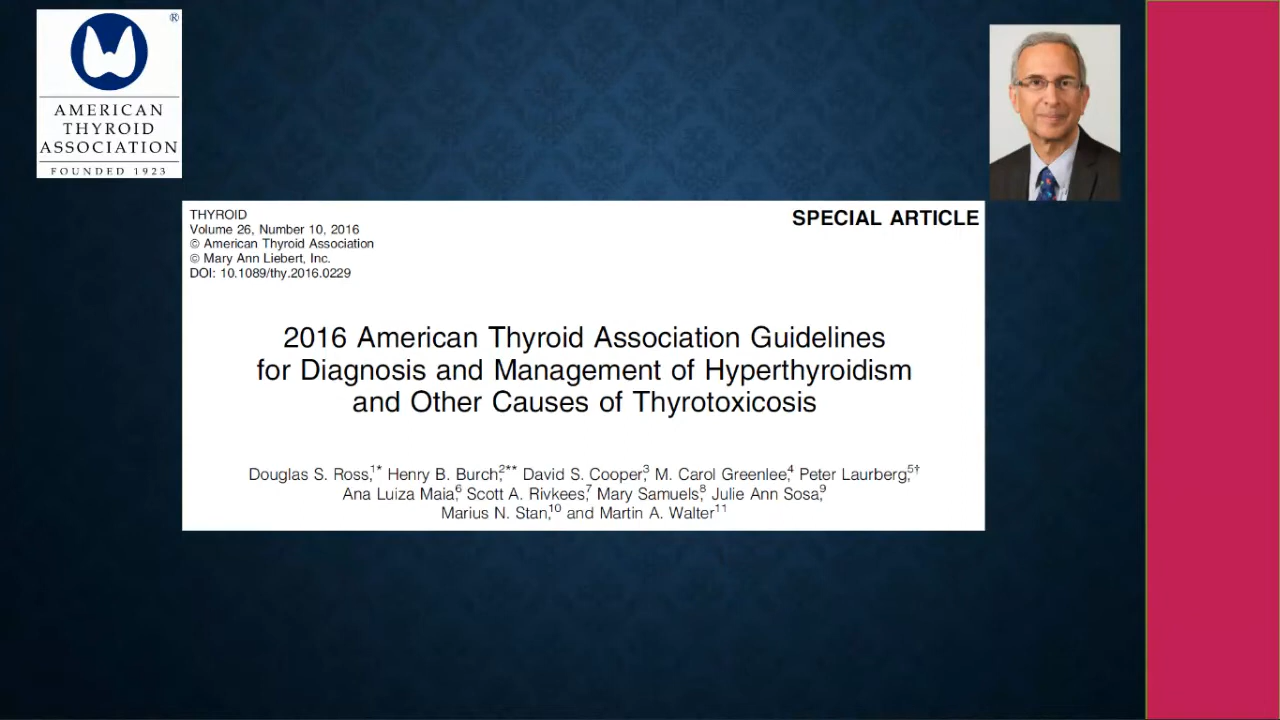 ®
AMERICAN
THYROID
ASSOCIATION
FOUNDED 1923
THYROID
Volume 26, Number 10, 2016
© American Thyroid Association
© Mary Ann Liebert, Inc.
DOI: 10.1089/thy.2016.0229
SPECIAL ARTICLE
2016 American Thyroid Association Guidelines
for Diagnosis and Management of Hyperthyroidism
and Other Causes of Thyrotoxicosis
Douglas S. Ross,1* Henry B. Burch,2** David S. Cooper,3 M. Carol Greenlee,4 Peter Laurberg,5†
Ana Luiza Maia,6 Scott A. Rivkees,7 Mary Samuels,8 Julie Ann Sosa,9
Marius N. Stan,10 and Martin A. Walter11